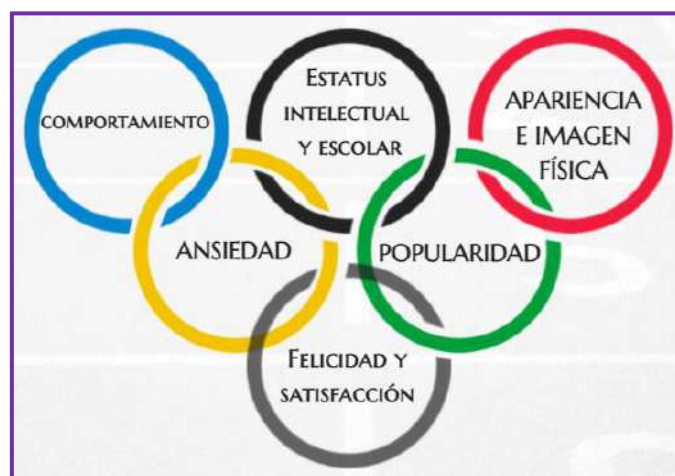 COMPORTAMIENTO
ESTATUS
INTELECTUAL
Y ESCOLAR
APARIENCIA
E IMAGEN
FÍSICA
ANSIEDAD
POPULARIDAD
FELICIDAD Y
SATISFACCIÓN